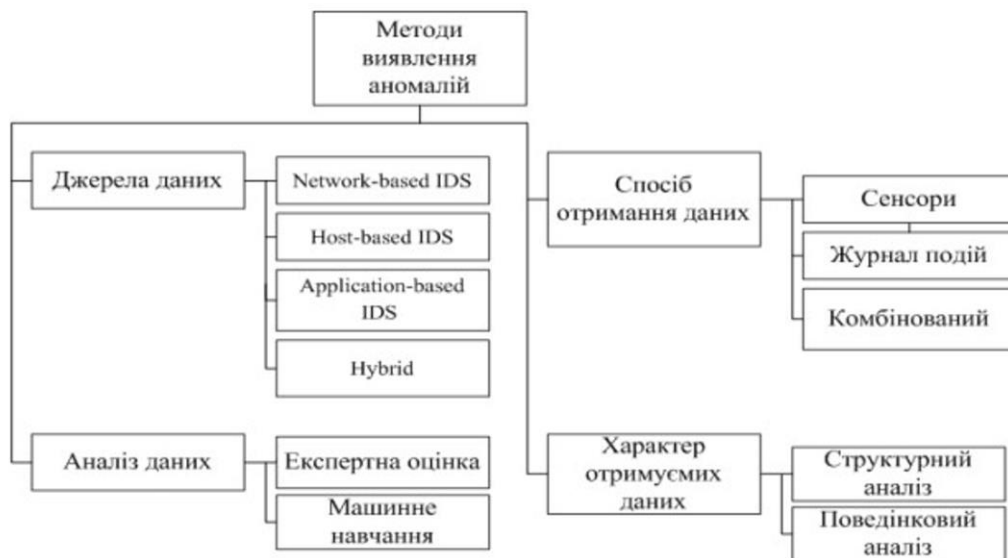 Методи
виявлення
аномалій
Джерела даних
Network-based IDS
Host-based IDS
Application-based
IDS
Hybrid
Аналіз даних
Експертна оцінка
Машинне
навчання
Спосіб
отримання даних
Сенсори
Журнал подій
Комбінований
Характер
отримуємих
даних
Структурний
аналіз
Поведінковий
аналіз